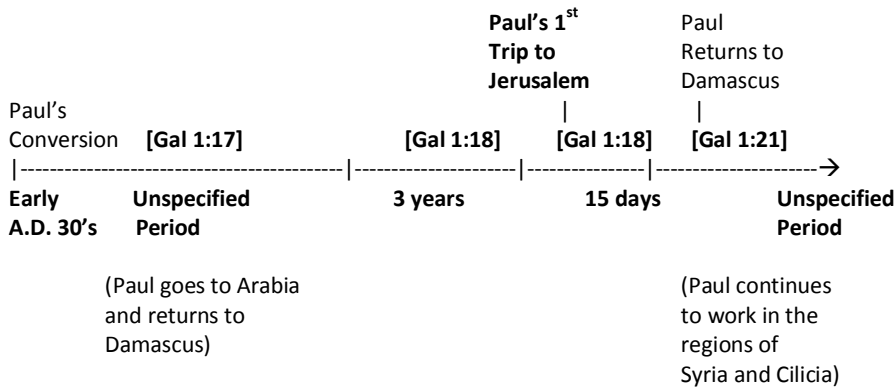 Paul's 1st Paul
Trip to Returns to
Jerusalem Damascus
Paul's | |
Conversion [Gal 1:17] [Gal 1:18] [Gal 1:18] [Gal 1:21]
|--------------------------------------------|----------------------|----------------|----------------------→
Early Unspecified 3 years 15 days Unspecified
A.D. 30's Period Period
(Paul goes to Arabia (Paul continues
and returns to to work in the
Damascus) regions of
Syria and Cilicia)